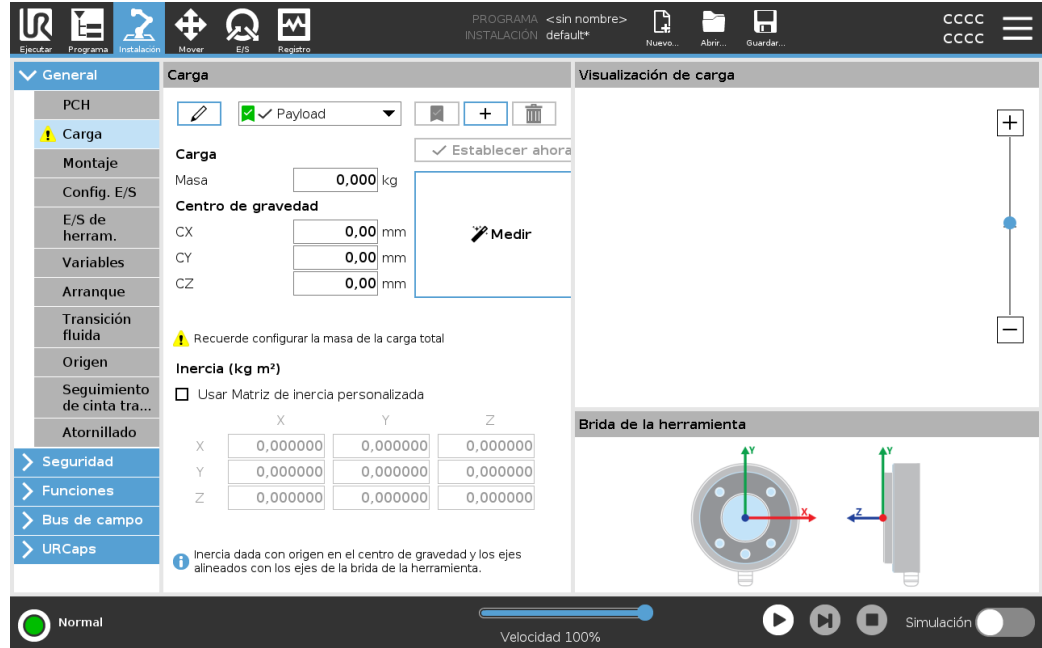 PROGRAMA <sin nombre>
INSTALACIÓN default*
cccc
cccc
Ejecutar Programa Instalación Mover E/S Registro Nuevo... Abrir... Guardar...
General
PCH
Carga
Montaje
Config. E/S
E/S de
herram.
Variables
Arranque
Transición
fluida
Origen
Seguimiento
de cinta tra...
Atornillado
Seguridad
Funciones
Bus de campo
URCaps
Carga
Payload
Establecer ahora
Carga
Masa 0,000 kg
Centro de gravedad
CX 0,00 mm
CY 0,00 mm
CZ 0,00 mm
Medir
Recuerde configurar la masa de la carga total
Inercia (kg m²)
Usar Matriz de inercia personalizada
X Y Z
X 0,000000 0,000000 0,000000
Y 0,000000 0,000000 0,000000
Z 0,000000 0,000000 0,000000
Inercia dada con origen en el centro de gravedad y los ejes
alineados con los ejes de la brida de la herramienta.
Visualización de carga
Brida de la herramienta
Y
X
Y
Z
Normal
Velocidad 100%
Simulación